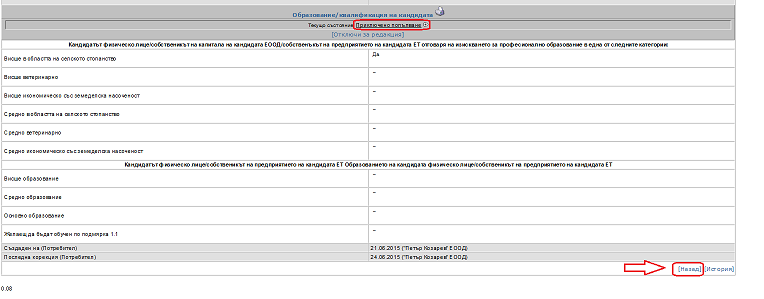 Образование/квалификация на кандидата
Текущо състояние Приключено попълване
[Отключи за редакция]
Кандидатът физическо лице/собственикът на капитала на кандидата ЕООД/собственъкът на предприятието на кандидата ЕТ отговаря на изискването за професионално образование в една от следните категории:
Висше в областта на селското стопанство Да
Висше ветеринарно –
Висше икономическо със земеделска насоченост –
Средно в областта на селското стопанство –
Средно ветеринарно –
Средно икономическо със земеделска насоченост –
Кандидатът физическо лице/собственикът на предприятието на кандидата ЕТ Образованието на кандидата физическо лице/собственикът на предприятието на кандидата ЕТ
Висше образование –
Средно образование –
Основно образование –
Желаещ да бъдат обучен по подмярка 1.1 –
Създаден на (Потребител) 21.06.2015 ("Петър Козарев" ЕООД)
Последна корекция (Потребител) 24.06.2015 ("Петър Козарев" ЕООД)
[Назад] [История]
0.08